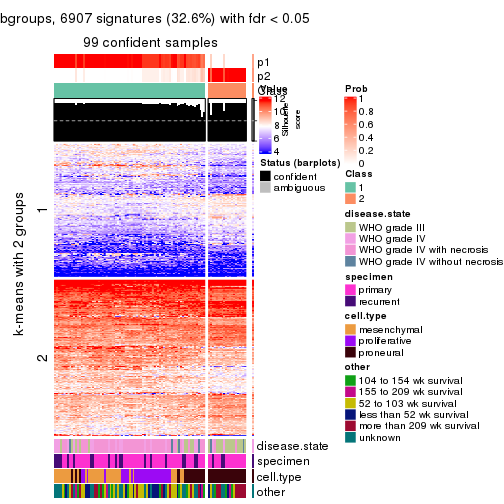 bgroups, 6907 signatures (32.6%) with fdr < 0.05
99 confident samples
p1
p2
Class
Value
12
10
8
6
4
Silhouette
score
Status (barplots)
confident
ambiguous
Prob
1
0.8
0.6
0.4
0.2
0
Class
1
2
disease.state
WHO grade III
WHO grade IV
WHO grade IV with necrosis
WHO grade IV without necrosis
specimen
primary
recurrent
cell.type
mesenchymal
proliferative
proneural
other
104 to 154 wk survival
155 to 209 wk survival
52 to 103 wk survival
less than 52 wk survival
more than 209 wk survival
unknown
k-means with 2 groups
1
2
disease.state
specimen
cell.type
other